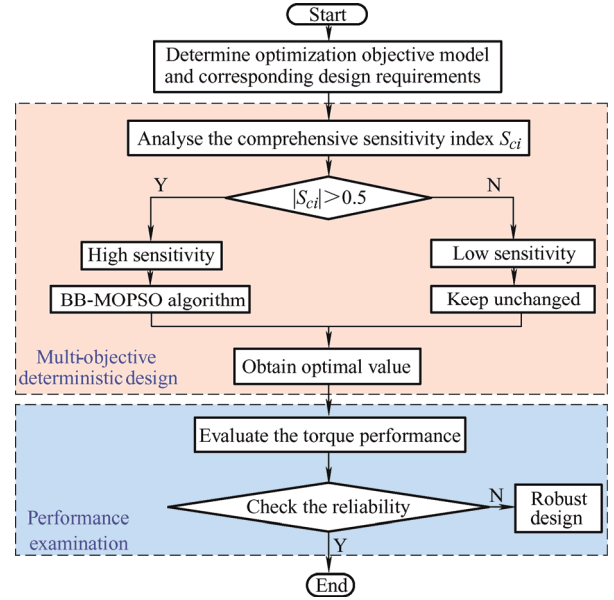 Start
Determine optimization objective model
and corresponding design requirements
Analyse the comprehensive sensitivity index S_ci
|S_ci|>0.5
Y
N
High sensitivity
Low sensitivity
BB-MOPSO algorithm
Keep unchanged
Multi-objective
deterministic design
Obtain optimal value
Evaluate the torque performance
Check the reliability
N
Robust
design
Performance
examination
Y
End